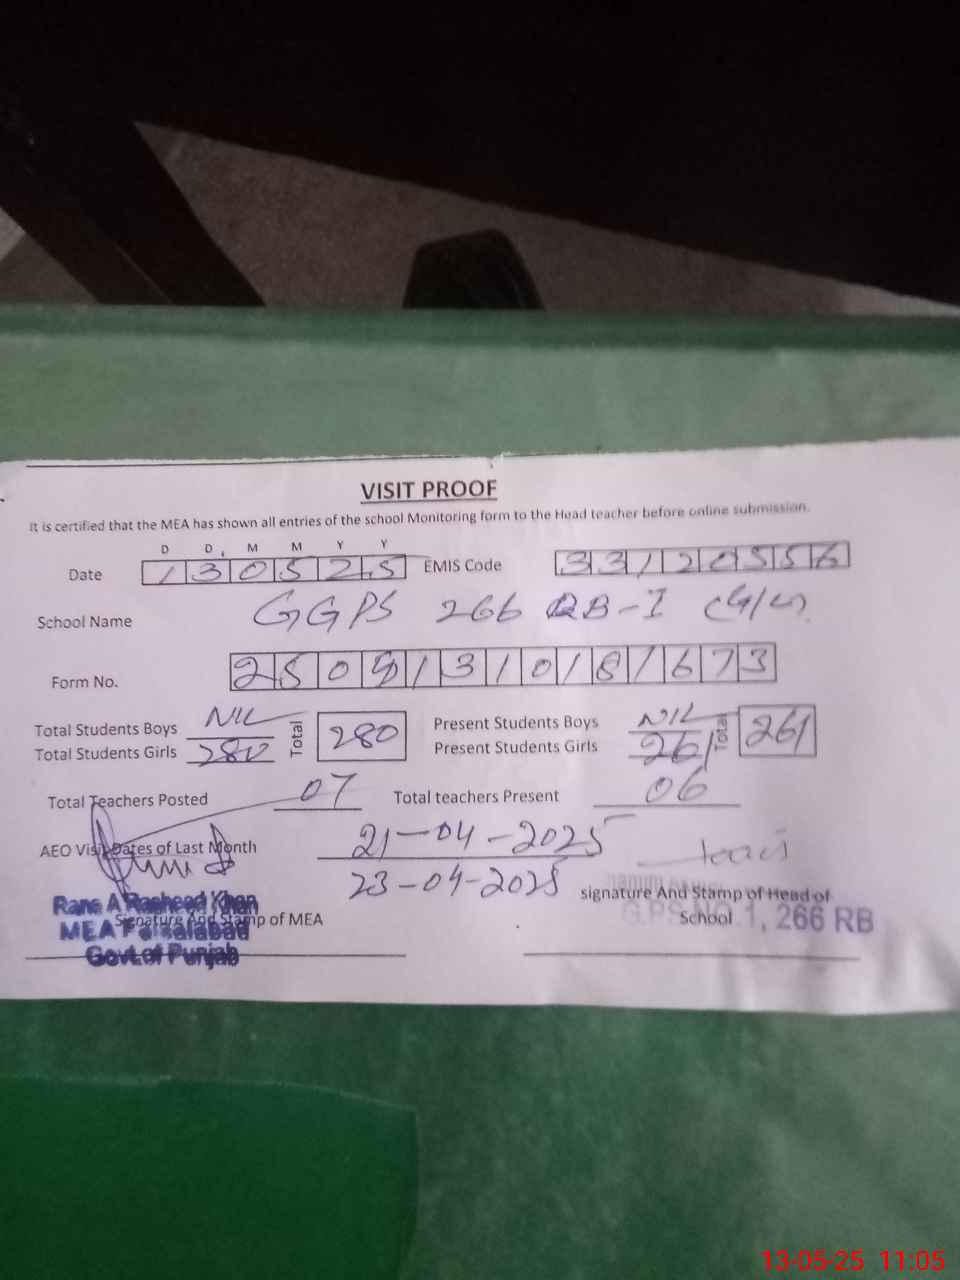 VISIT PROOF
It is certified that the MEA has shown all entries of the school Monitoring form to the Head teacher before online submission.
D D M M Y Y
Date 130525 EMIS Code 33120556
School Name GGPS 266 RB-I
Form No. 25051310181673
Total Students Boys NIL Total 280 Present Students Boys NIL Total 261
Total Students Girls 280 Present Students Girls 261
Total Teachers Posted 07 Total teachers Present 06
AEO Visit Dates of Last Month 21-04-2025
23-04-2025
signature And Stamp of Head of School
G.P.S NO.1, 266 RB
Rana A Rasheed Khan
Signature And Stamp of MEA
MEA Faisalabad
Govt.of Punjab
13-05-25 11:05